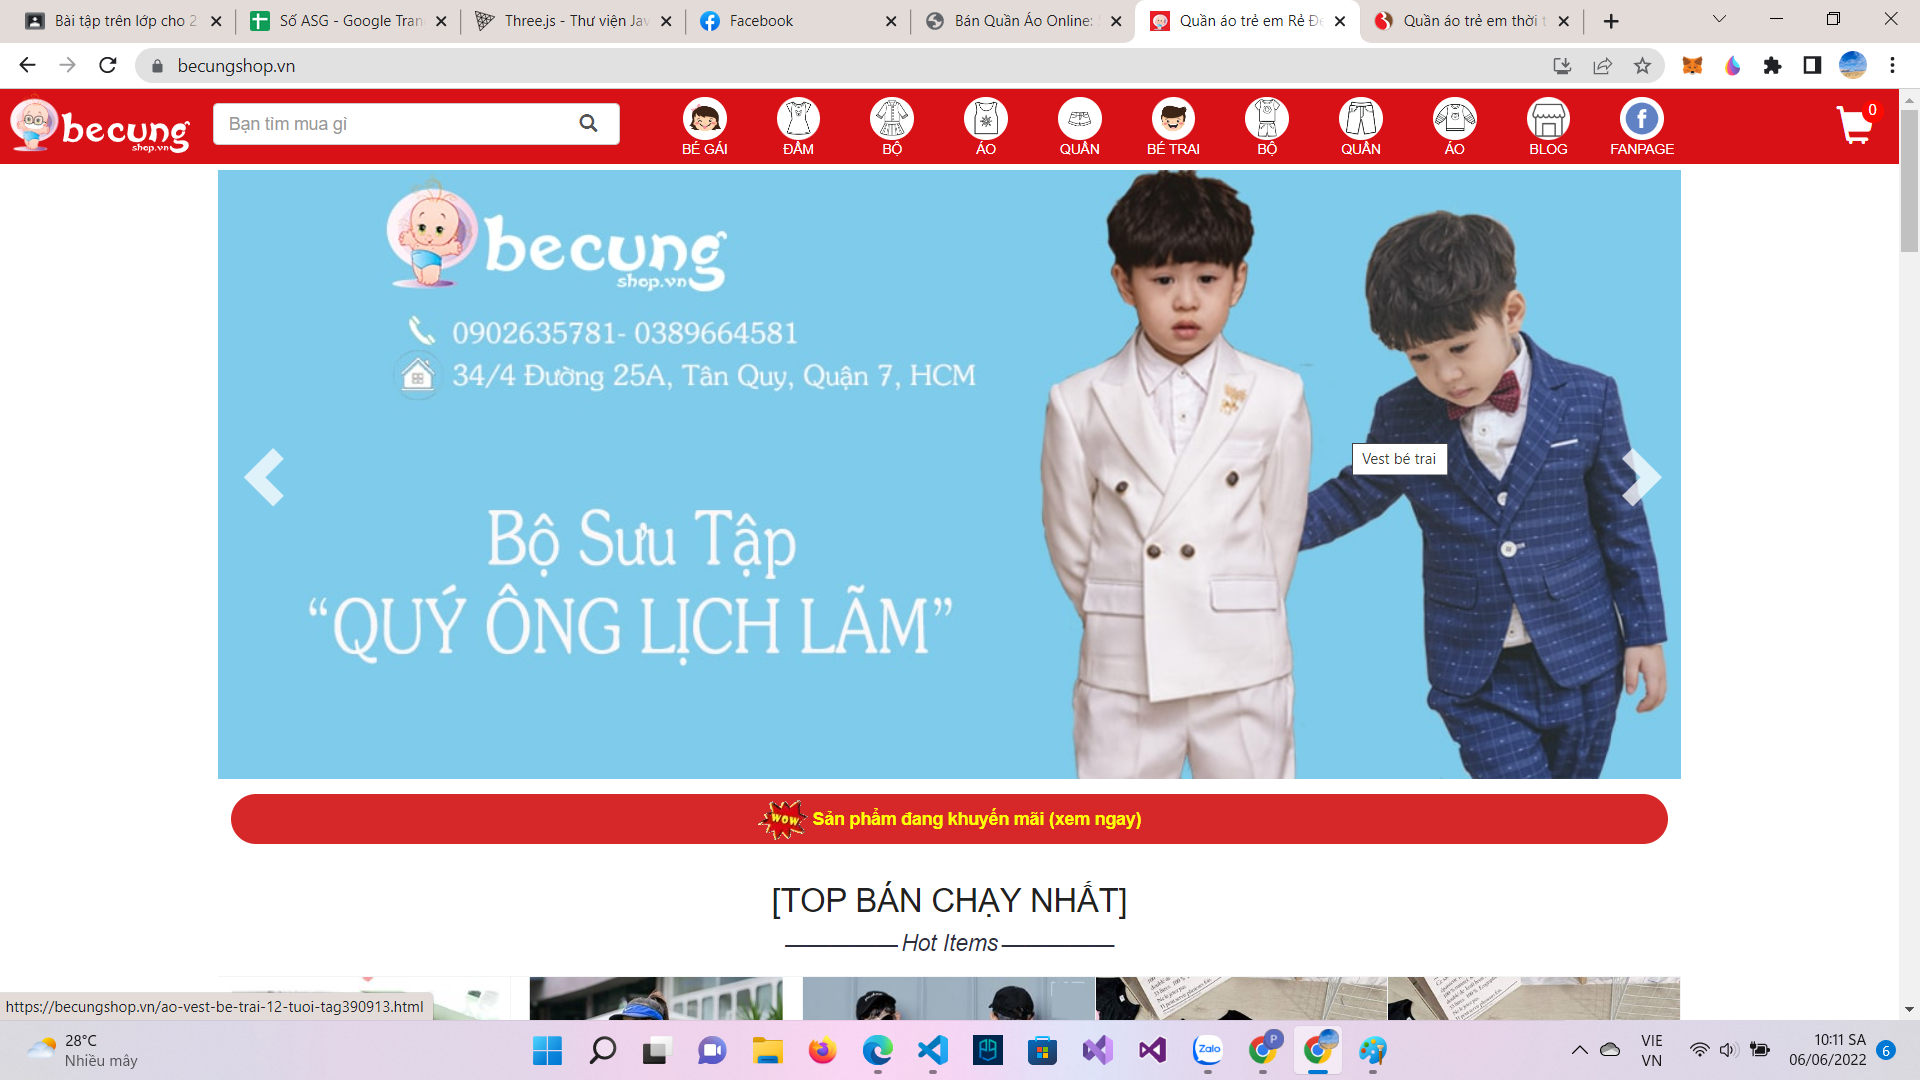 Bài tập trên lớp cho 2
Số ASG - Google Tran
Three.js - Thư viện Jav
Facebook
Bán Quần Áo Online:
Quần áo trẻ em Rẻ Đẹ
Quần áo trẻ em thời t
becungshop.vn
becung
shop.vn
Bạn tìm mua gì
BÉ GÁI
ĐẦM
BỘ
ÁO
QUẦN
BÉ TRAI
BỘ
QUẦN
ÁO
BLOG
FANPAGE
0
becung
shop.vn
0902635781- 0389664581
34/4 Đường 25A, Tân Quy, Quận 7, HCM
Vest bé trai
Bộ Sưu Tập
“QUÝ ÔNG LỊCH LÃM”
WOW Sản phẩm đang khuyến mãi (xem ngay)
[TOP BÁN CHẠY NHẤT]
Hot Items
https://becungshop.vn/ao-vest-be-trai-12-tuoi-tag390913.html
28°C
Nhiều mây
Zalo
P
VIE
VN
10:11 SA
06/06/2022
6